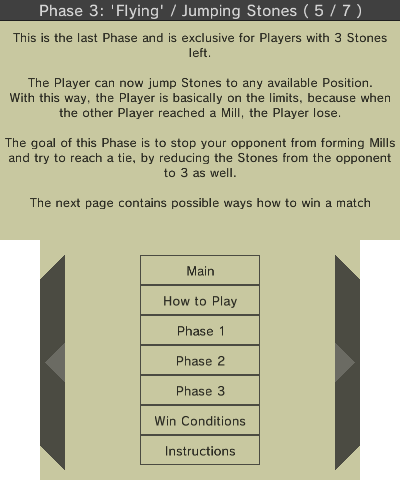 Phase 3: 'Flying' / Jumping Stones ( 5 / 7 )
This is the last Phase and is exclusive for Players with 3 Stones
left.
The Player can now jump Stones to any available Position.
With this way, the Player is basically on the limits, because when
the other Player reached a Mill, the Player lose.
The goal of this Phase is to stop your opponent from forming Mills
and try to reach a tie, by reducing the Stones from the opponent
to 3 as well.
The next page contains possible ways how to win a match
Main
How to Play
Phase 1
Phase 2
Phase 3
Win Conditions
Instructions